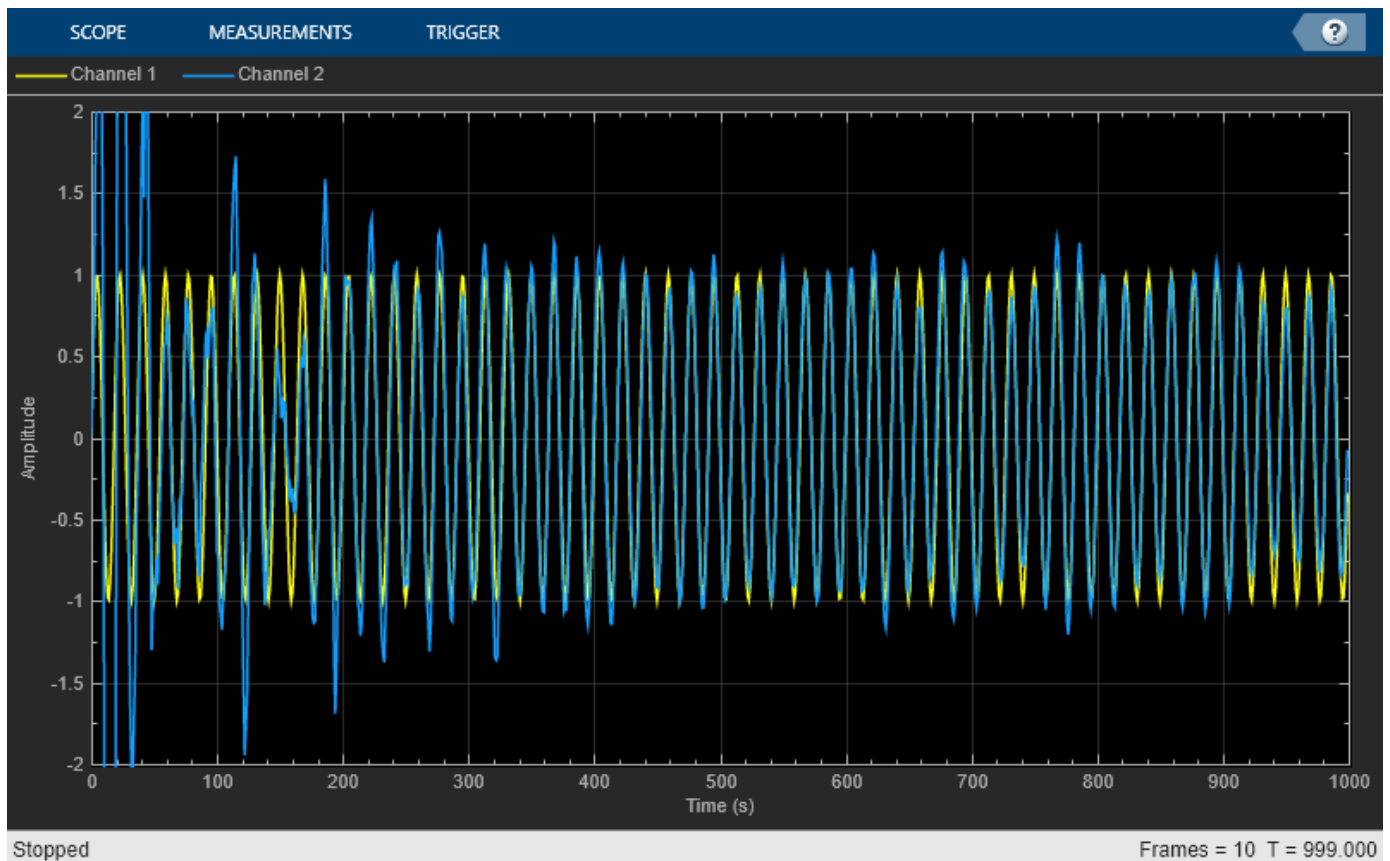 SCOPE MEASUREMENTS TRIGGER ?
Channel 1 Channel 2
2
1.5
1
0.5
0
-0.5
-1
-1.5
-2
Amplitude
0 100 200 300 400 500 600 700 800 900 1000
Time (s)
Stopped Frames = 10 T = 999.000